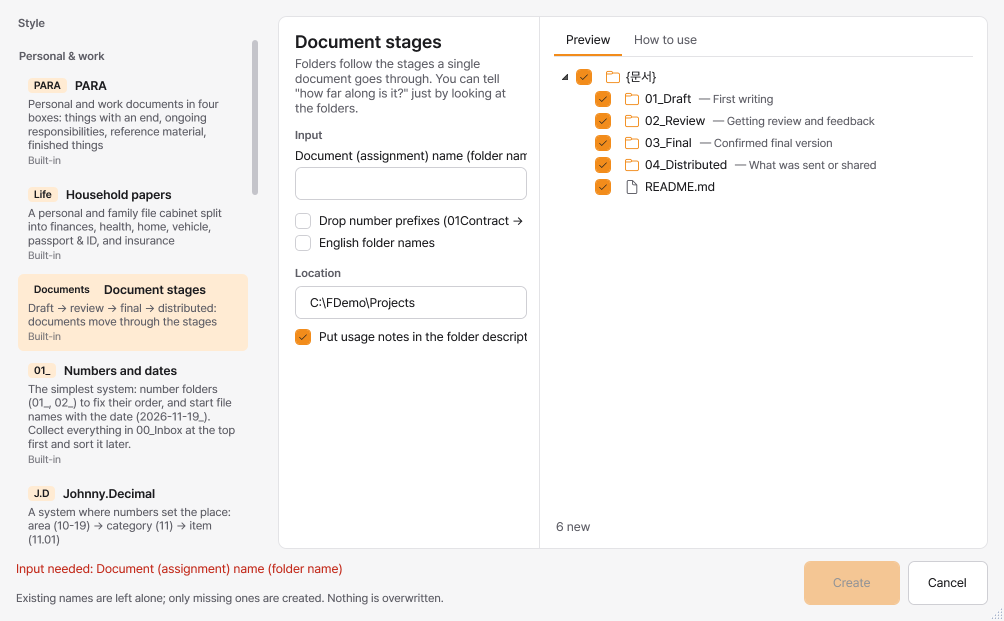 Style
Personal & work
PARA PARA
Personal and work documents in four
boxes: things with an end, ongoing
responsibilities, reference material,
finished things
Built-in
Life Household papers
A personal and family file cabinet split
into finances, health, home, vehicle,
passport & ID, and insurance
Built-in
Documents Document stages
Draft → review → final → distributed:
documents move through the stages
Built-in
01_ Numbers and dates
The simplest system: number folders
(01_, 02_) to fix their order, and start file
names with the date (2026-11-19_).
Collect everything in 00_Inbox at the top
first and sort it later.
Built-in
J.D Johnny.Decimal
A system where numbers set the place:
area (10-19) → category (11) → item
(11.01)
Document stages
Folders follow the stages a single
document goes through. You can tell
"how far along is it?" just by looking at
the folders.
Input
Document (assignment) name (folder nam
Drop number prefixes (01Contract →
English folder names
Location
C:\FDemo\Projects
Put usage notes in the folder descript
Preview How to use
{문서}
01_Draft — First writing
02_Review — Getting review and feedback
03_Final — Confirmed final version
04_Distributed — What was sent or shared
README.md
6 new
Input needed: Document (assignment) name (folder name)
Existing names are left alone; only missing ones are created. Nothing is overwritten.
Create
Cancel